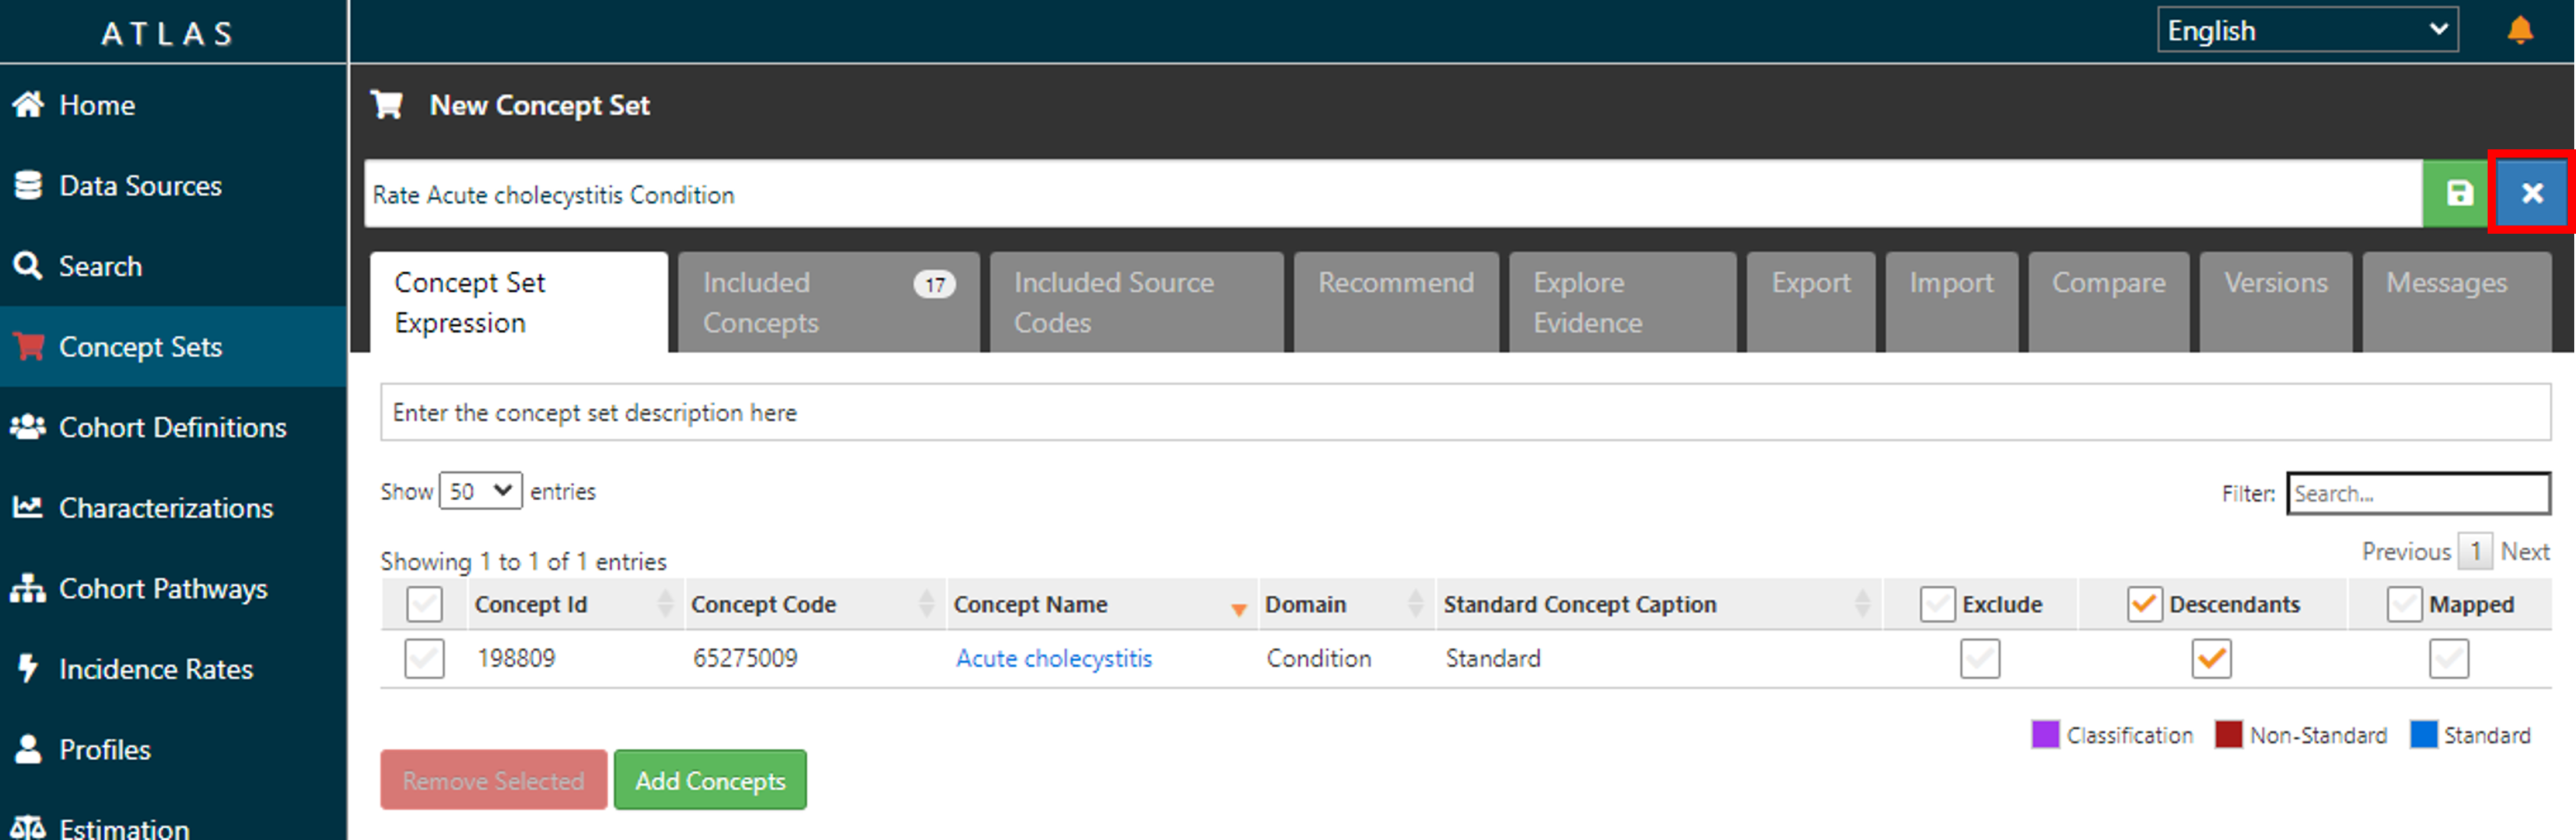 ATLAS
English
Home
Data Sources
Search
Concept Sets
Cohort Definitions
Characterizations
Cohort Pathways
Incidence Rates
Profiles
Estimation
New Concept Set
Rate Acute cholecystitis Condition
Concept Set Expression
Included Concepts 17
Included Source Codes
Recommend
Explore Evidence
Export
Import
Compare
Versions
Messages
Enter the concept set description here
Show 50 entries
Filter: Search...
Showing 1 to 1 of 1 entries
Previous 1 Next
Concept Id Concept Code Concept Name Domain Standard Concept Caption Exclude Descendants Mapped
198809 65275009 Acute cholecystitis Condition Standard
Classification Non-Standard Standard
Remove Selected Add Concepts